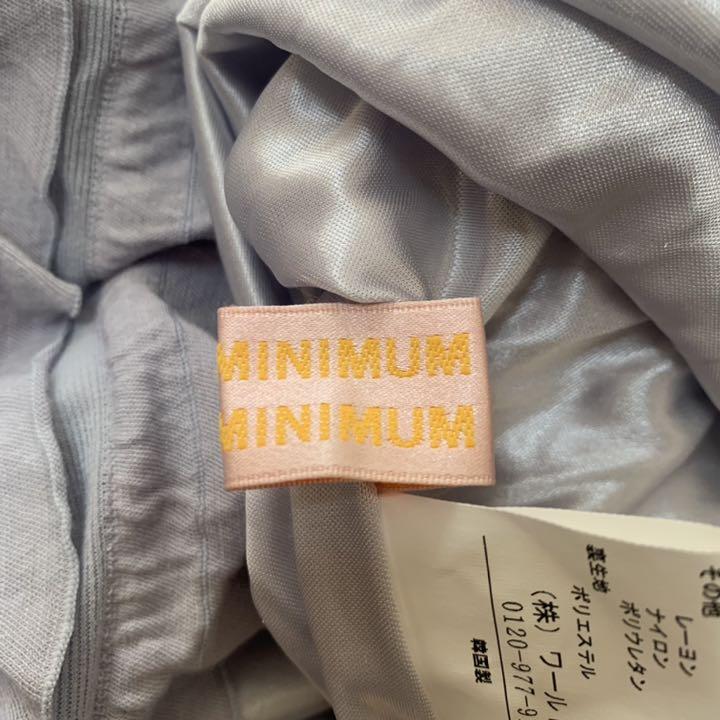 MINIMUM
MINIMUM
その他
レーヨン
ナイロン
ポリウレタン
裏生地
ポリエステル
(株)ワール
0120-977-9
韓国製